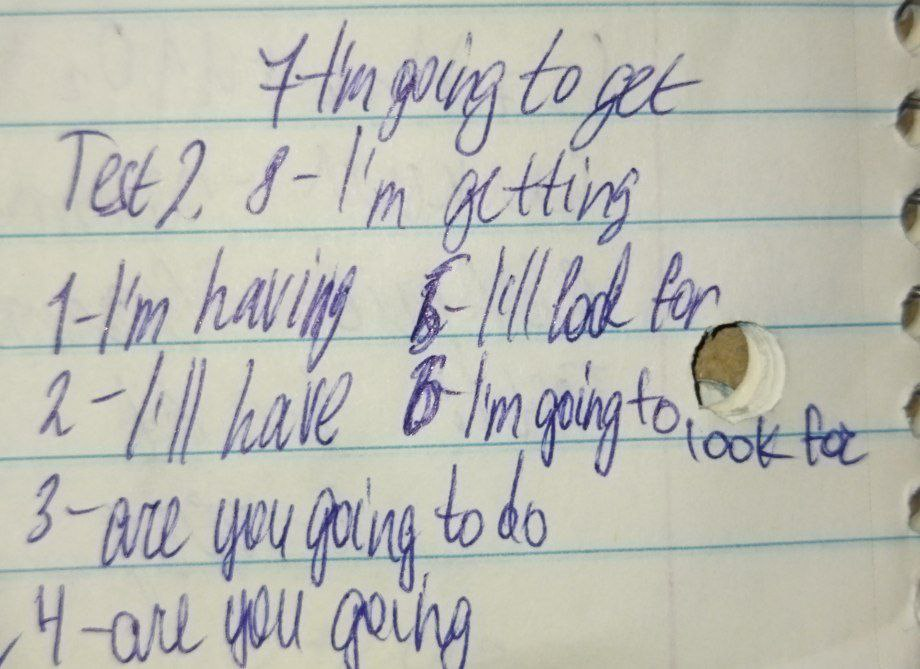 7-I'm going to get
Test 2. 8-I'm getting
1-I'm having 5-I'll look for
2-I'll have 6-I'm going to look for
3-are you going to do
4-are you going